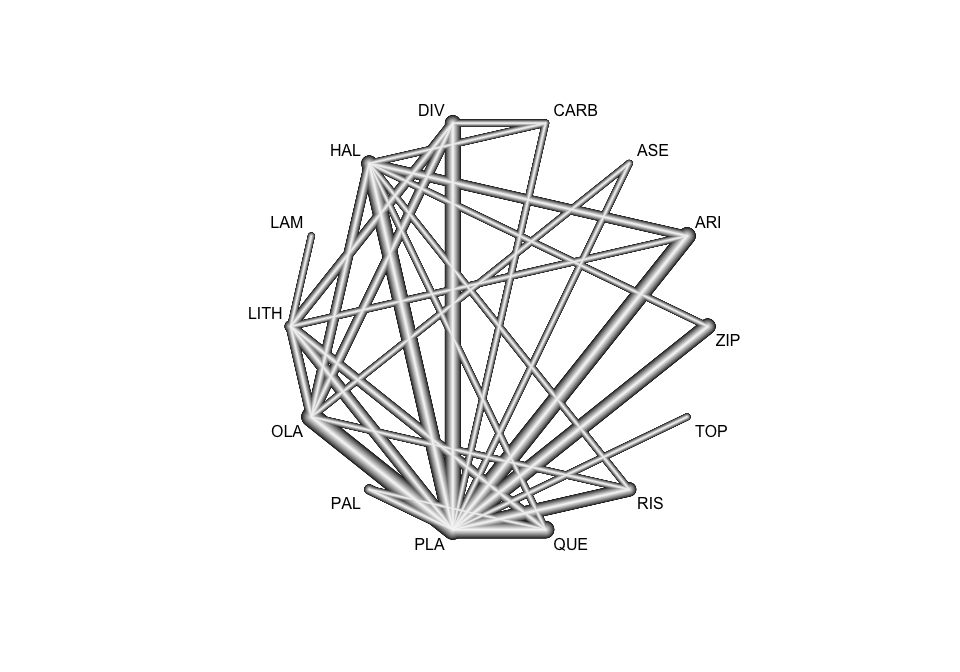 DIV
CARB
HAL
ASE
LAM
ARI
LITH
ZIP
OLA
TOP
PAL
RIS
PLA
QUE